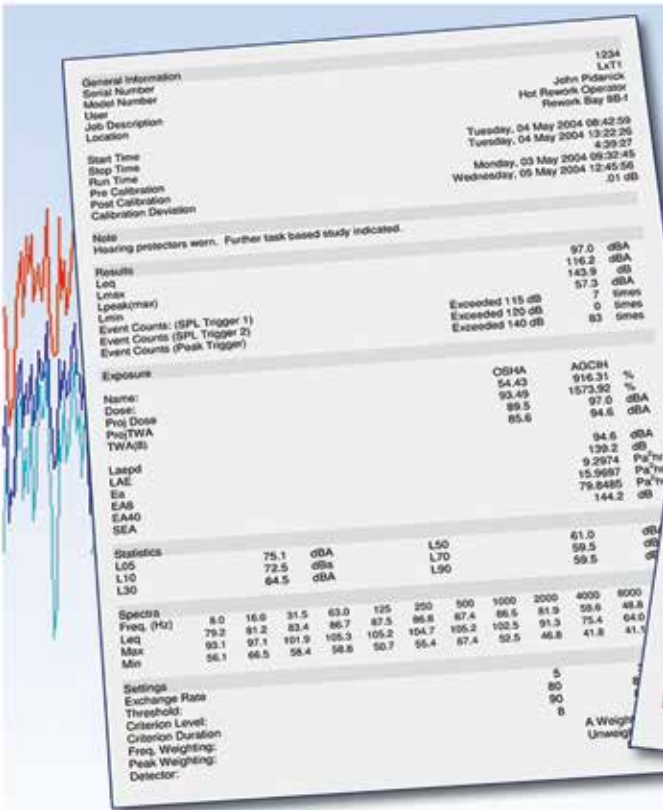 General Information
Serial Number 1234
Model Number LxT1
User John Pidanick
Job Description Hot Rework Operator
Location Rework Bay 9B-f
Start Time Tuesday, 04 May 2004 08:42:59
Stop Time Tuesday, 04 May 2004 13:22:26
Run Time 4:39:27
Pre Calibration Monday, 03 May 2004 09:32:45
Post Calibration Wednesday, 05 May 2004 12:45:56
Calibration Deviation .01 dB
Note
Hearing protectors worn. Further task based study indicated.
Results
Leq 97.0 dBA
Lmax 116.2 dBA
Lpeak(max) 143.9 dB
Lmin 57.3 dBA
Event Counts: (SPL Trigger 1) Exceeded 115 dB 7 times
Event Counts (SPL Trigger 2) Exceeded 120 dB 0 times
Event Counts (Peak Trigger) Exceeded 140 dB 83 times
Exposure
Name: OSHA AGCIH
Dose: 54.43 916.31 %
Proj Dose 93.49 1573.92 %
ProjTWA 89.5 97.0 dBA
TWA(8) 85.6 94.6 dBA
Laepd 94.6 dBA
LAE 139.2 dB
Ea 9.2974 Pa²hr
EA8 15.9697 Pa²hr
EA40 79.8485 Pa²hr
SEA 144.2 dB
Statistics
L05 75.1 dBA L50 61.0 dBA
L10 72.5 dBa L70 59.5
L30 64.5 dBA L90 59.5
Spectra
Freq. (Hz) 8.0 16.0 31.5 63.0 125 250 500 1000 2000 4000 8000
Leq 79.2 81.2 83.4 86.7 87.5 86.8 87.4 86.5 81.9 59.6 48.8
Max 93.1 97.1 101.9 105.3 105.2 104.7 105.2 102.5 91.3 75.4 64.0
Min 56.1 66.5 58.4 58.8 50.7 55.4 67.4 52.5 46.8 41.8 41.1
Settings
Exchange Rate 5
Threshold: 80
Criterion Level: 90
Criterion Duration 8
Freq. Weighting: A Weigh
Peak Weighting: Unweigh
Detector: